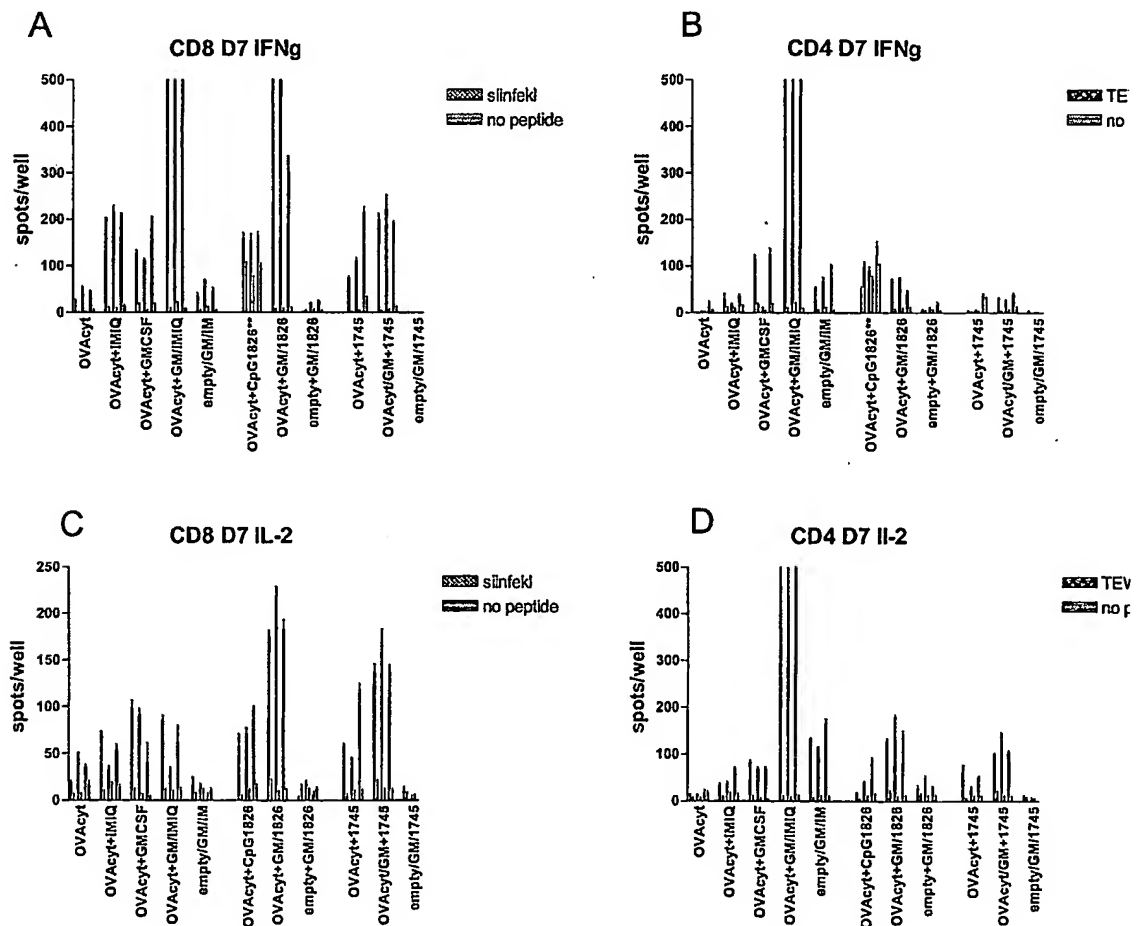 A
CD8 D7 IFNg
siinfekl
no peptide
spots/well
500
400
300
200
100
0
OVAcyt
OVAcyt+IMIQ
OVAcyt+GMCSF
OVAcyt+GM/IMIQ
empty/GM/IM
OVAcyt+CpG1826**
OVAcyt+GM/1826
empty+GM/1826
OVAcyt+1745
OVAcyt/GM+1745
empty/GM/1745
B
CD4 D7 IFNg
TE
no
spots/well
500
400
300
200
100
0
OVAcyt
OVAcyt+IMIQ
OVAcyt+GMCSF
OVAcyt+GM/IMIQ
empty/GM/IM
OVAcyt+CpG1826**
OVAcyt+GM/1826
empty+GM/1826
OVAcyt+1745
OVAcyt/GM+1745
empty/GM/1745
C
CD8 D7 IL-2
siinfekl
no peptide
spots/well
250
200
150
100
50
0
OVAcyt
OVAcyt+IMIQ
OVAcyt+GMCSF
OVAcyt+GM/IMIQ
empty/GM/IM
OVAcyt+CpG1826
OVAcyt+GM/1826
empty+GM/1826
OVAcyt+1745
OVAcyt/GM+1745
empty/GM/1745
D
CD4 D7 Il-2
TEV
no p
spots/well
500
400
300
200
100
0
OVAcyt
OVAcyt+IMIQ
OVAcyt+GMCSF
OVAcyt+GM/IMIQ
empty/GM/IM
OVAcyt+CpG1826
OVAcyt+GM/1826
empty+GM/1826
OVAcyt+1745
OVAcyt/GM+1745
empty/GM/1745